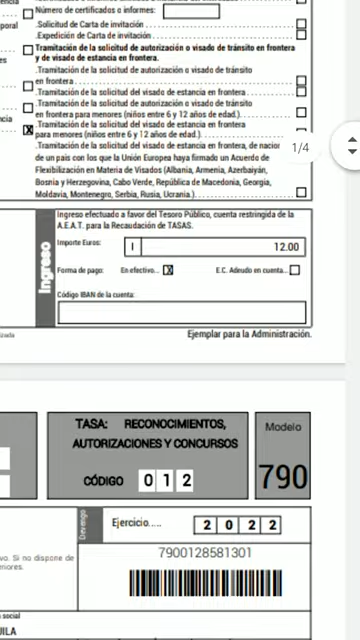 Número de certificados o informes:
.Solicitud de Carta de invitación
.Expedición de Carta de invitación
Tramitación de la solicitud de autorización o visado de tránsito en frontera
y de visado de estancia en frontera.
.Tramitación de la solicitud de autorización o visado de tránsito
en frontera
.Tramitación de la solicitud del visado de estancia en frontera
.Tramitación de la solicitud de autorización o visado de tránsito
en frontera para menores (niños entre 6 y 12 años de edad.)
X .Tramitación de la solicitud del visado de estancia en frontera
para menores (niños entre 6 y 12 años de edad.)
.Tramitación de la solicitud del visado de estancia en frontera, de nacion
de un país con los que la Unión Europea haya firmado un Acuerdo de
Flexibilización en Materia de Visados (Albania, Armenia, Azerbaiyán,
Bosnia y Herzegovina, Cabo Verde, República de Macedonia, Georgia,
Moldavia, Montenegro, Serbia, Rusia, Ucrania.)
1/4
Ingreso
Ingreso efectuado a favor del Tesoro Público, cuenta restringida de la
A.E.A.T. para la Recaudación de TASAS.
Importe Euros: I 12.00
Forma de pago: En efectivo... X E.C. Adeudo en cuenta...
Código IBAN de la cuenta:
Ejemplar para la Administración.
TASA: RECONOCIMIENTOS,
AUTORIZACIONES Y CONCURSOS
CÓDIGO 0 1 2
Modelo
790
Devengo
Ejercicio..... 2 0 2 2
7900128581301
vo. Si no dispone de
social
UILA